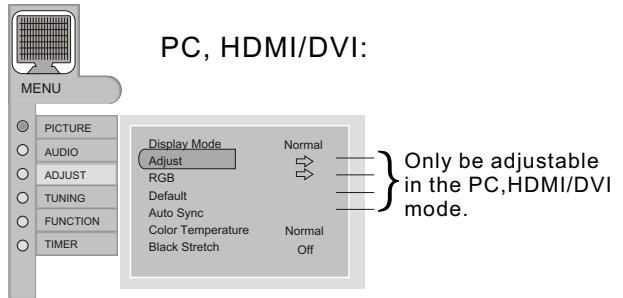 PC, HDMI/DVI:
MENU
PICTURE
AUDIO
ADJUST
TUNING
FUNCTION
TIMER
Display Mode Normal
Adjust
RGB
Default
Auto Sync
Color Temperature Normal
Black Stretch Off
Only be adjustable
in the PC,HDMI/DVI
mode.